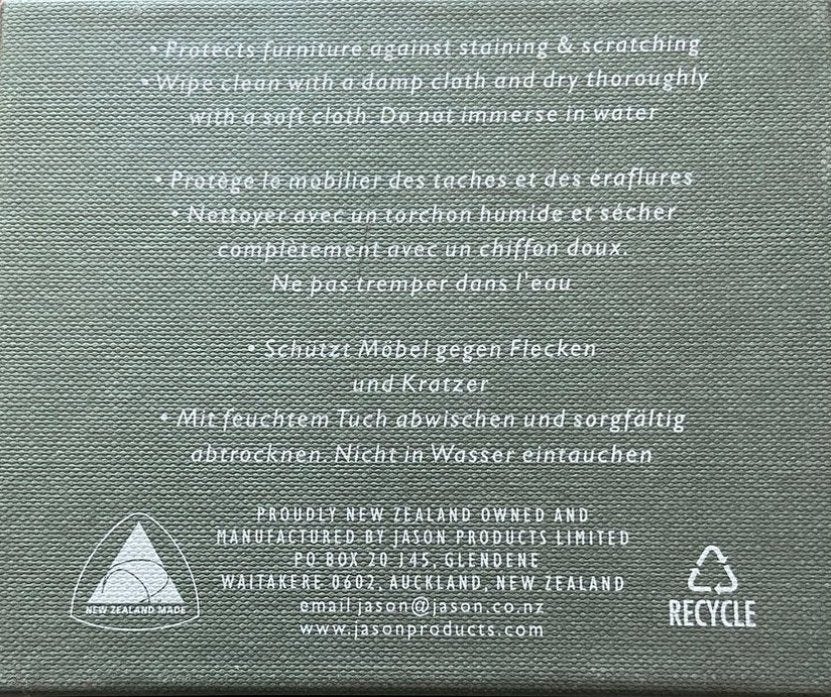 • Protects furniture against staining & scratching
• Wipe clean with a damp cloth and dry thoroughly
with a soft cloth. Do not immerse in water
• Protège le mobilier des taches et des éraflures
• Nettoyer avec un torchon humide et sécher
complètement avec un chiffon doux.
Ne pas tremper dans l'eau
• Schützt Möbel gegen Flecken
und Kratzer
• Mit feuchtem Tuch abwischen und sorgfältig
abtrocknen. Nicht in Wasser eintauchen
PROUDLY NEW ZEALAND OWNED AND
MANUFACTURED BY JASON PRODUCTS LIMITED
PO BOX 20 145, GLENDENE
WAITAKERE 0602, AUCKLAND, NEW ZEALAND
email jason@jason.co.nz
www.jasonproducts.com
NEW ZEALAND MADE
RECYCLE